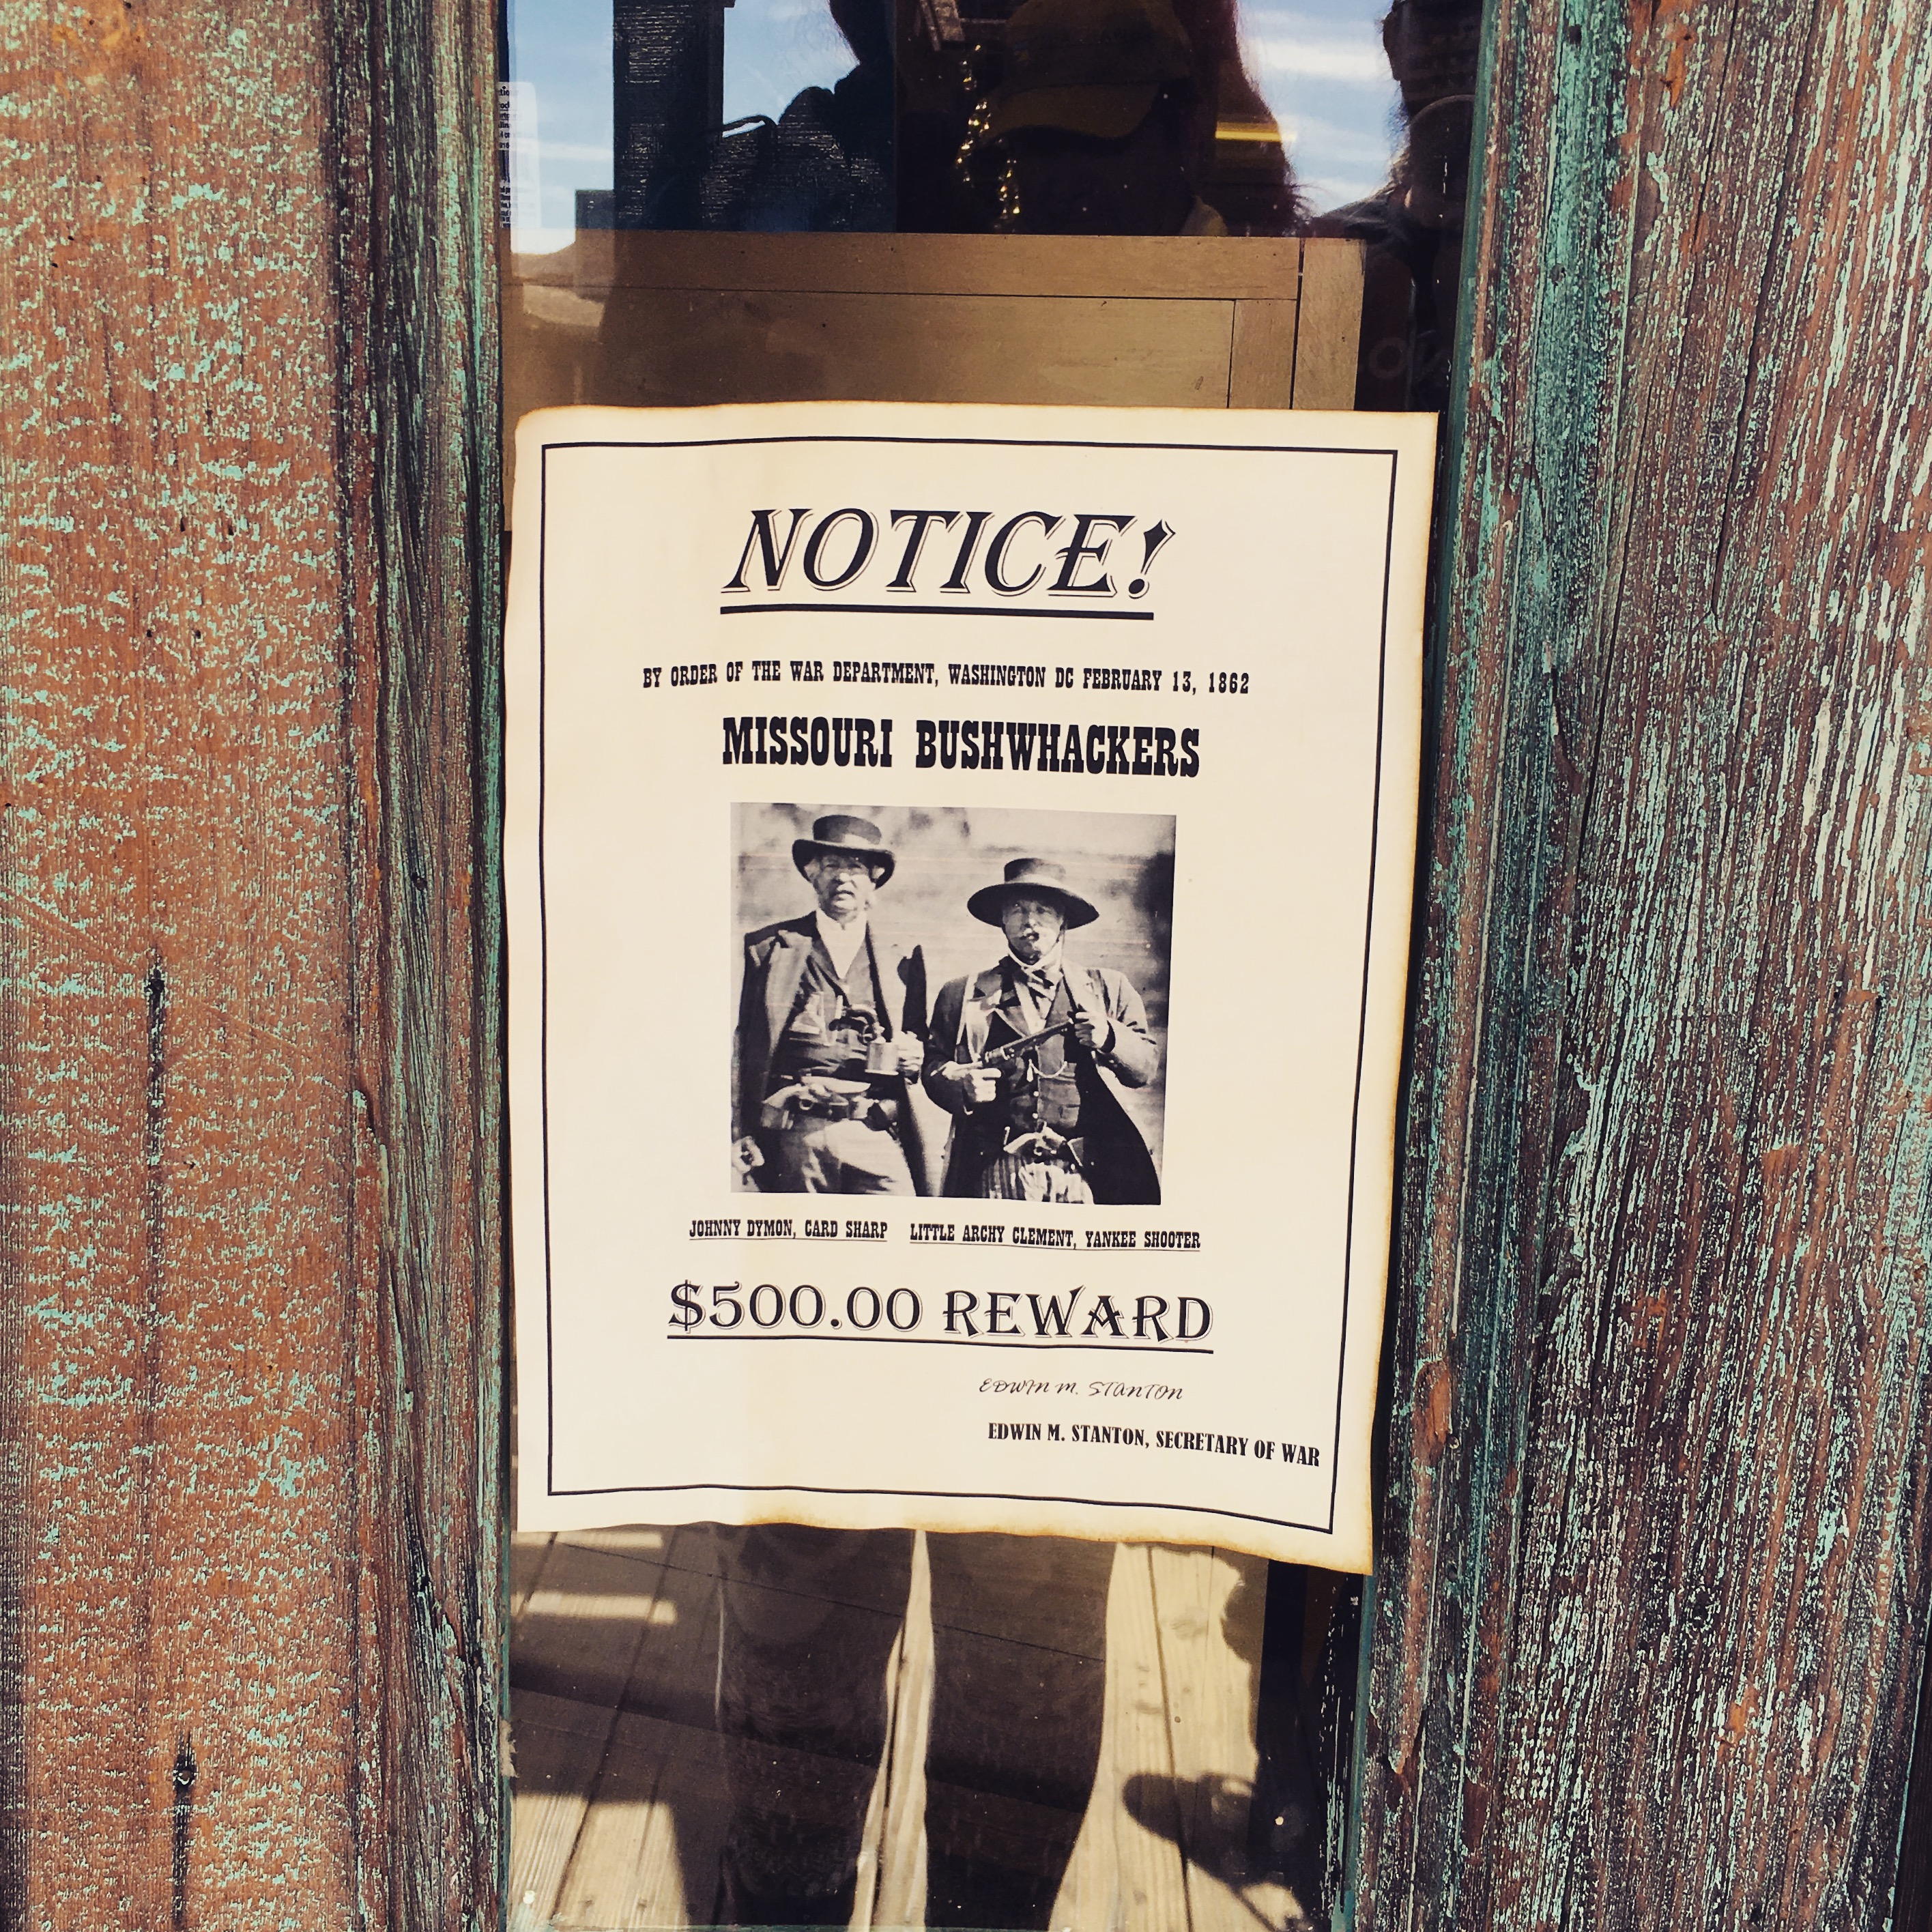 NOTICE!
BY ORDER OF THE WAR DEPARTMENT, WASHINGTON DC FEBRUARY 13, 1862
MISSOURI BUSHWHACKERS
JOHNNY DYMON, CARD SHARP LITTLE ARCHY CLEMENT, YANKEE SHOOTER
$500.00 REWARD
EDWIN M. STANTON
EDWIN M. STANTON, SECRETARY OF WAR